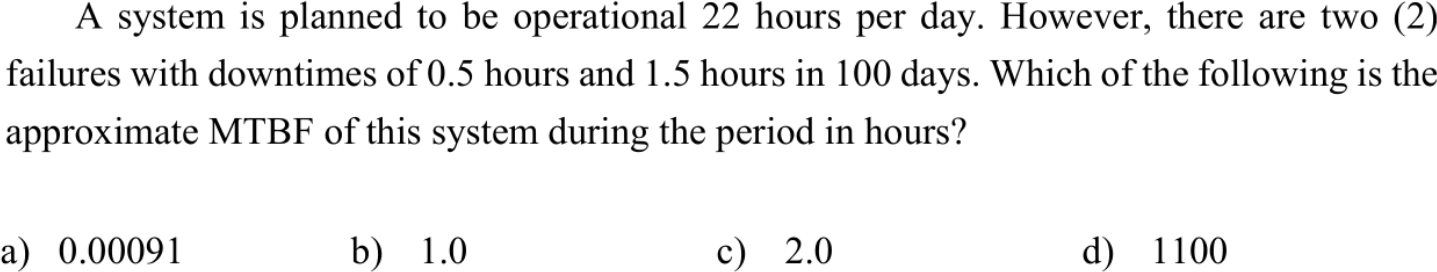 A system is planned to be operational 22 hours per day. However, there are two (2)
failures with downtimes of 0.5 hours and 1.5 hours in 100 days. Which of the following is the
approximate MTBF of this system during the period in hours?
a) 0.00091 b) 1.0 c) 2.0 d) 1100